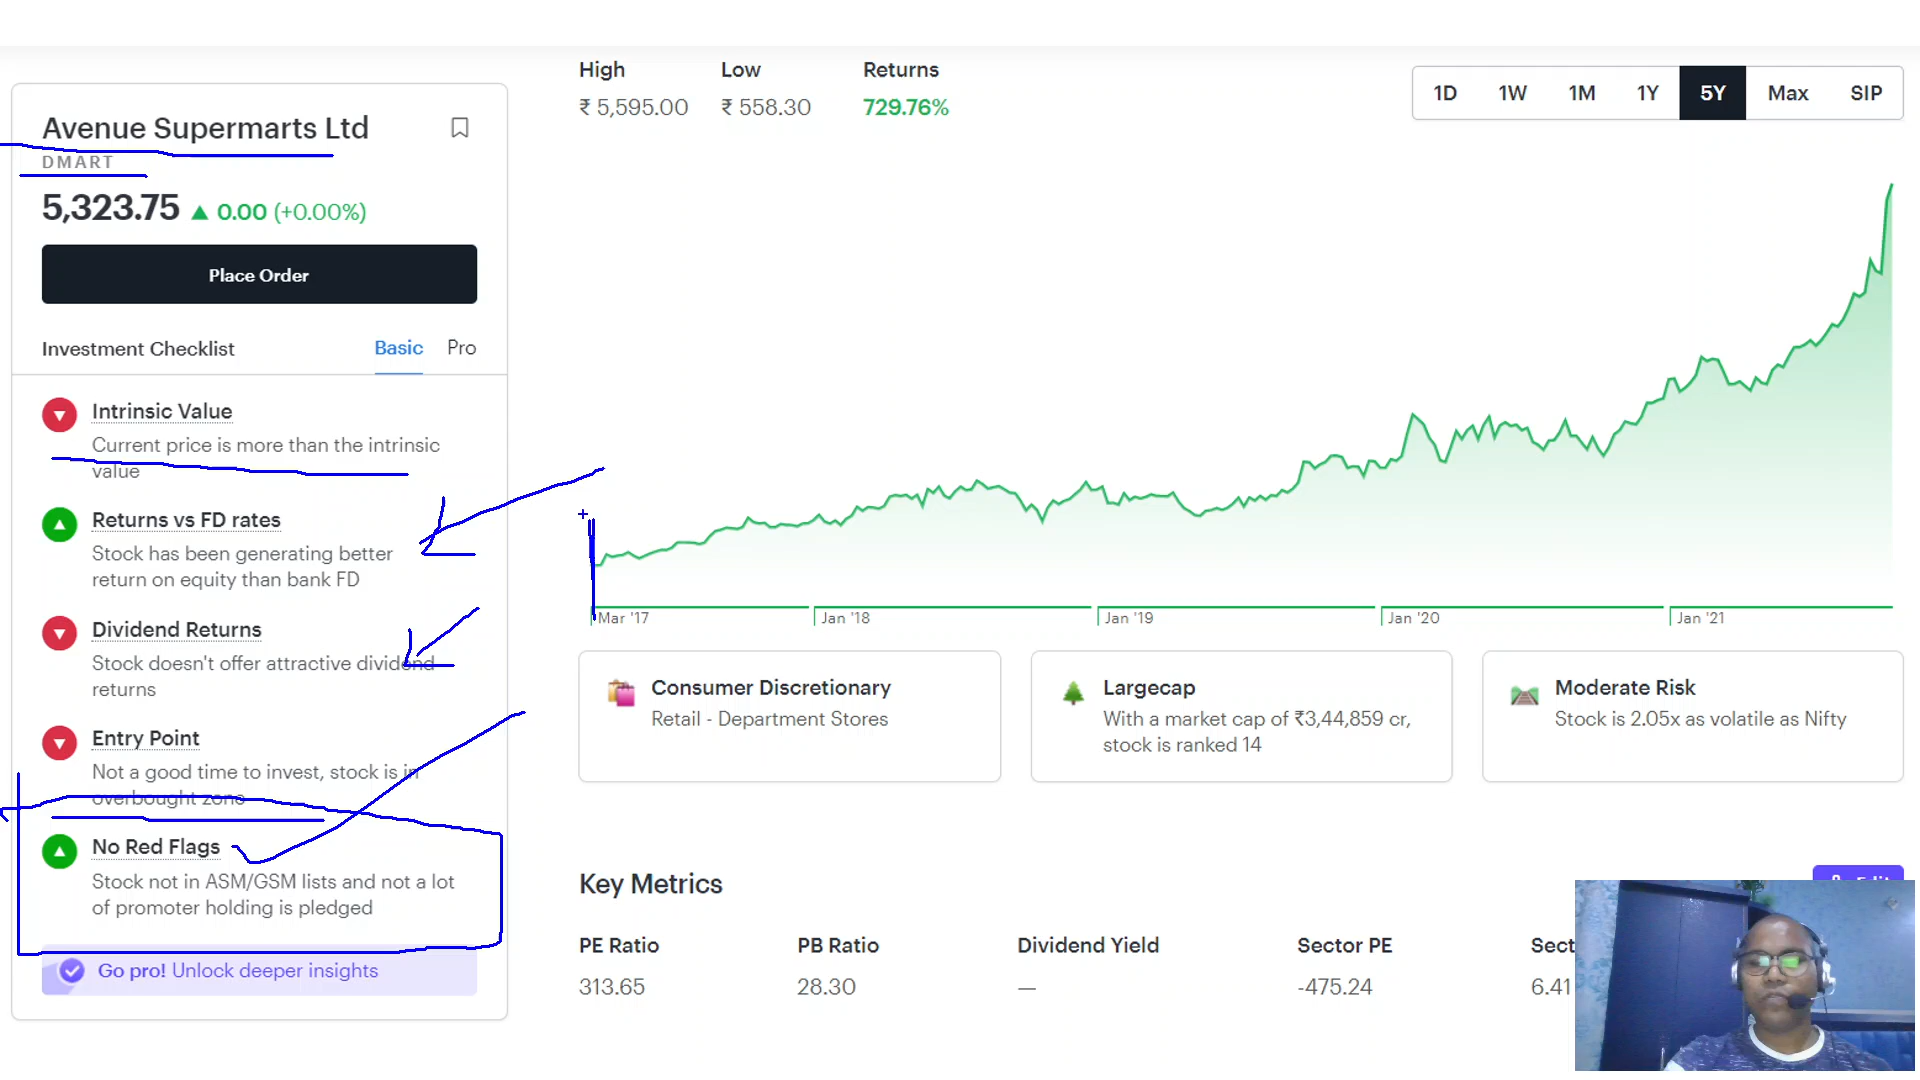 High Low Returns
₹ 5,595.00 ₹ 558.30 729.76%
1D 1W 1M 1Y 5Y Max SIP
Avenue Supermarts Ltd
DMART
5,323.75 ▲ 0.00 (+0.00%)
Place Order
Investment Checklist Basic Pro
Intrinsic Value
Current price is more than the intrinsic
value
Returns vs FD rates
Stock has been generating better
return on equity than bank FD
Dividend Returns
Stock doesn't offer attractive dividend
returns
Entry Point
Not a good time to invest, stock is in
overbought zone
No Red Flags
Stock not in ASM/GSM lists and not a lot
of promoter holding is pledged
Go pro! Unlock deeper insights
Mar '17 Jan '18 Jan '19 Jan '20 Jan '21
Consumer Discretionary
Retail - Department Stores
Largecap
With a market cap of ₹3,44,859 cr,
stock is ranked 14
Moderate Risk
Stock is 2.05x as volatile as Nifty
Key Metrics
PE Ratio PB Ratio Dividend Yield Sector PE Sect
313.65 28.30 — -475.24 6.41